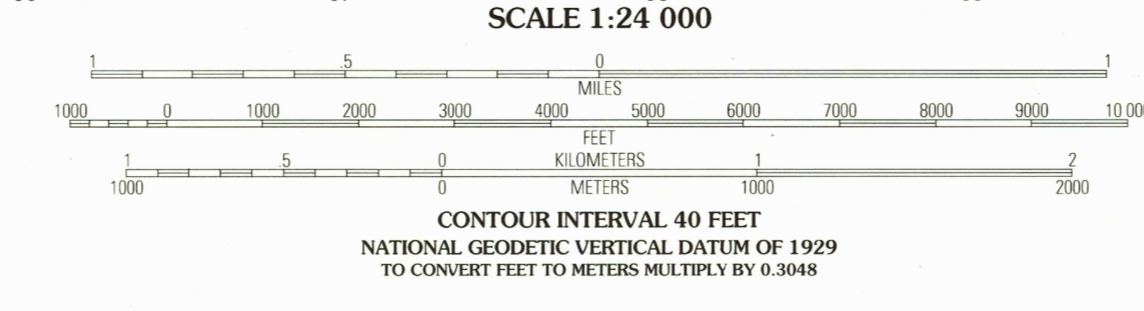 SCALE 1:24 000
1 .5 0 1
MILES
1000 0 1000 2000 3000 4000 5000 6000 7000 8000 9000 10 00
FEET
1 .5 0 KILOMETERS 1 2
1000 0 METERS 1000 2000
CONTOUR INTERVAL 40 FEET
NATIONAL GEODETIC VERTICAL DATUM OF 1929
TO CONVERT FEET TO METERS MULTIPLY BY 0.3048